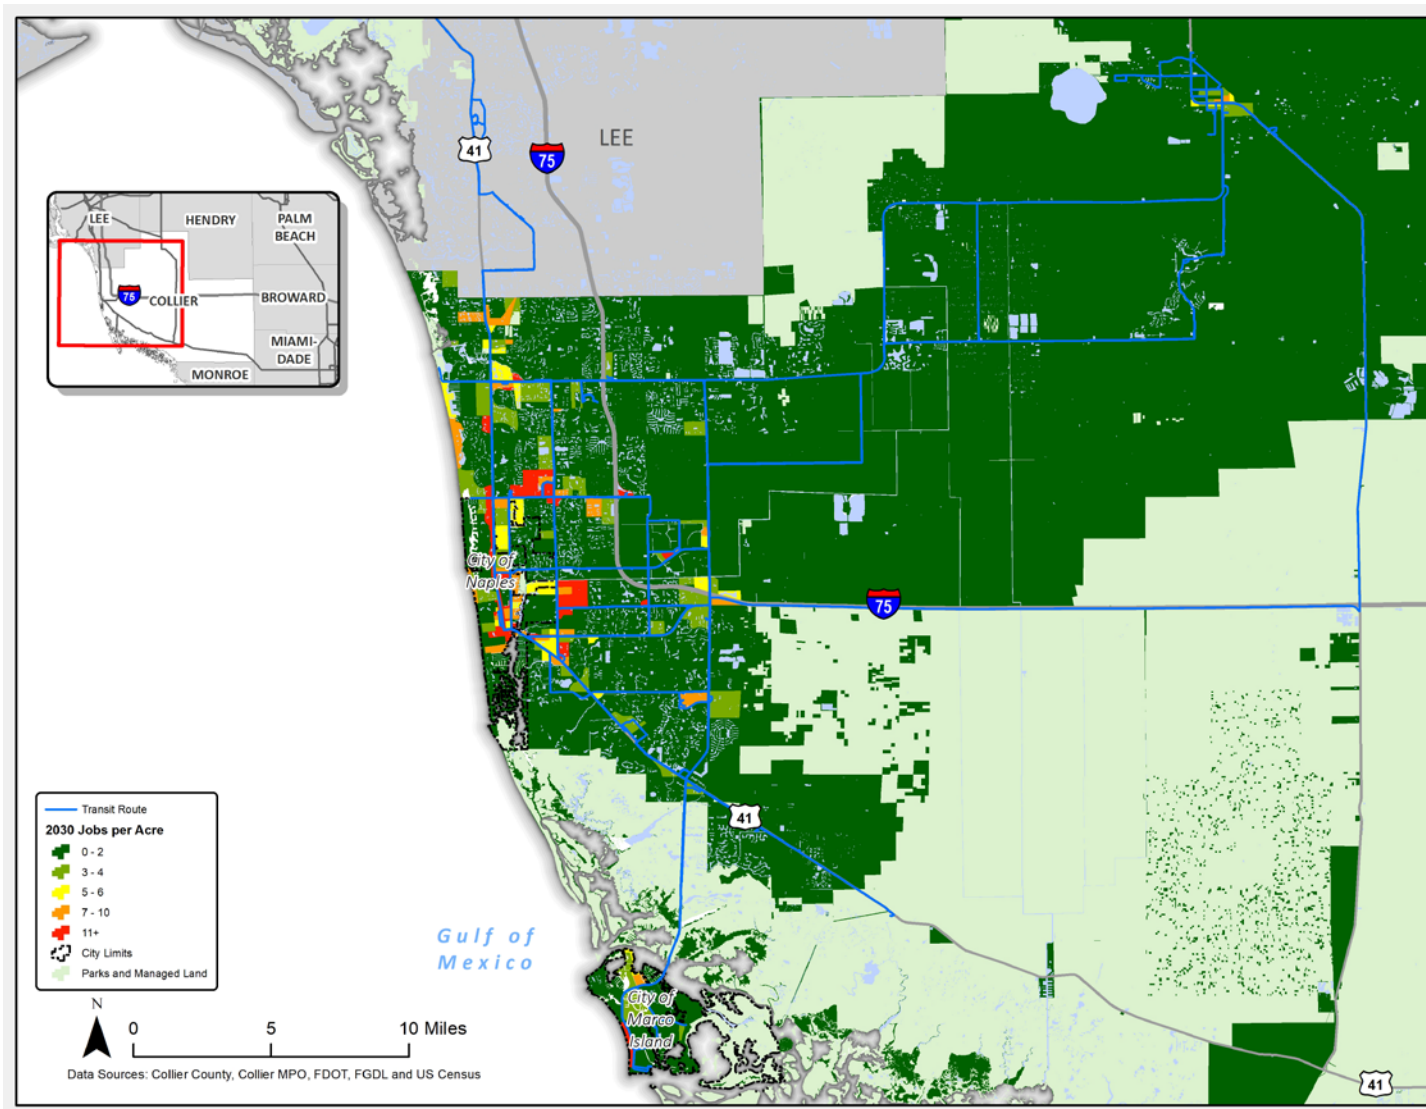 LEE
41
75
LEE
HENDRY
PALM
BEACH
75
COLLIER
BROWARD
MIAMI-
DADE
MONROE
City of
Naples
75
41
Transit Route
2030 Jobs per Acre
0 - 2
3 - 4
5 - 6
7 - 10
11+
City Limits
Parks and Managed Land
Gulf of
Mexico
City of
Marco
Island
N
0 5 10 Miles
Data Sources: Collier County, Collier MPO, FDOT, FGDL and US Census
41